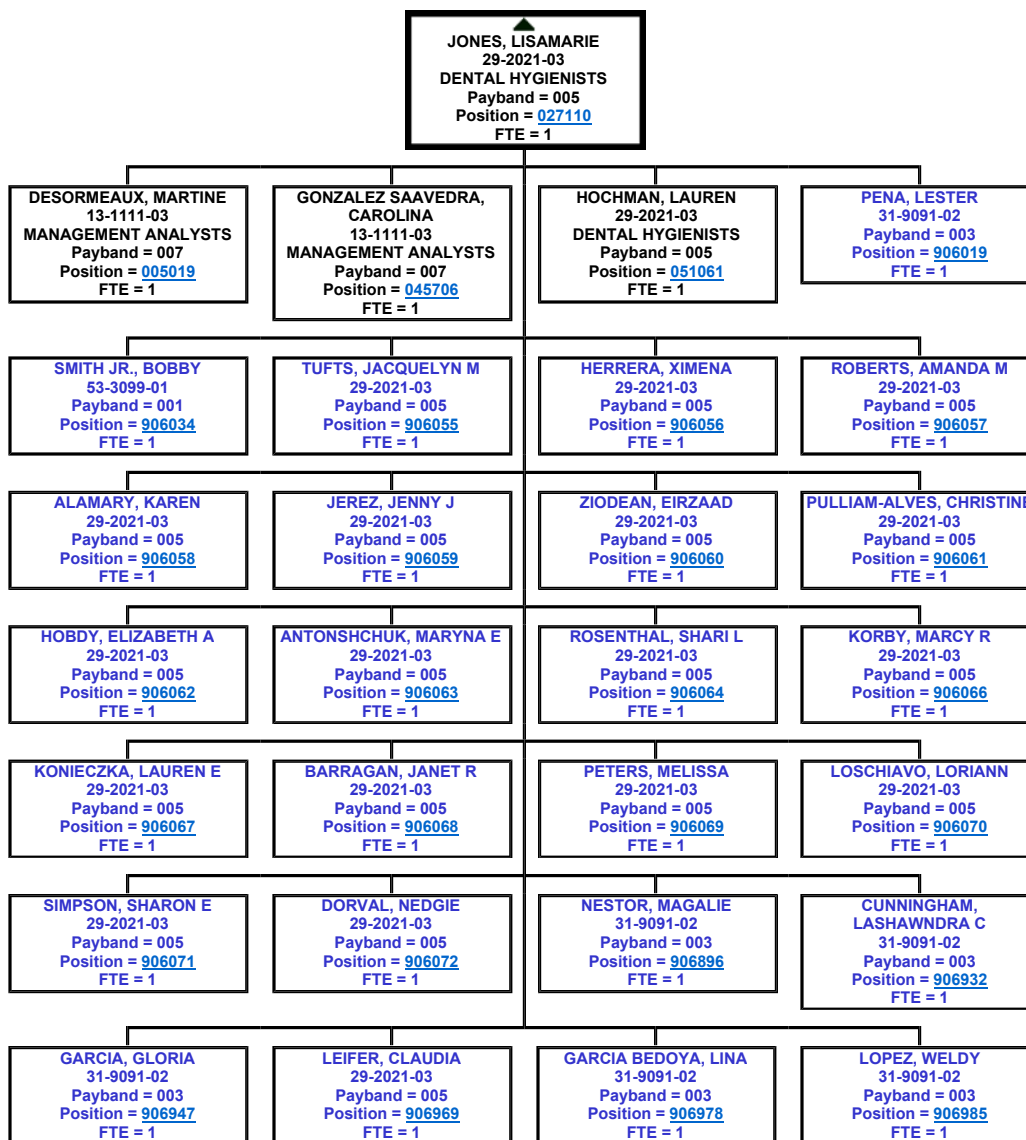 JONES, LISAMARIE
29-2021-03
DENTAL HYGIENISTS
Payband = 005
Position = 027110
FTE = 1
DESORMEAUX, MARTINE
13-1111-03
MANAGEMENT ANALYSTS
Payband = 007
Position = 005019
FTE = 1
GONZALEZ SAAVEDRA,
CAROLINA
13-1111-03
MANAGEMENT ANALYSTS
Payband = 007
Position = 045706
FTE = 1
HOCHMAN, LAUREN
29-2021-03
DENTAL HYGIENISTS
Payband = 005
Position = 051061
FTE = 1
PENA, LESTER
31-9091-02
Payband = 003
Position = 906019
FTE = 1
SMITH JR., BOBBY
53-3099-01
Payband = 001
Position = 906034
FTE = 1
TUFTS, JACQUELYN M
29-2021-03
Payband = 005
Position = 906055
FTE = 1
HERRERA, XIMENA
29-2021-03
Payband = 005
Position = 906056
FTE = 1
ROBERTS, AMANDA M
29-2021-03
Payband = 005
Position = 906057
FTE = 1
ALAMARY, KAREN
29-2021-03
Payband = 005
Position = 906058
FTE = 1
JEREZ, JENNY J
29-2021-03
Payband = 005
Position = 906059
FTE = 1
ZIODEAN, EIRZAAD
29-2021-03
Payband = 005
Position = 906060
FTE = 1
PULLIAM-ALVES, CHRISTINE
29-2021-03
Payband = 005
Position = 906061
FTE = 1
HOBDY, ELIZABETH A
29-2021-03
Payband = 005
Position = 906062
FTE = 1
ANTONSHCHUK, MARYNA E
29-2021-03
Payband = 005
Position = 906063
FTE = 1
ROSENTHAL, SHARI L
29-2021-03
Payband = 005
Position = 906064
FTE = 1
KORBY, MARCY R
29-2021-03
Payband = 005
Position = 906066
FTE = 1
KONIECZKA, LAUREN E
29-2021-03
Payband = 005
Position = 906067
FTE = 1
BARRAGAN, JANET R
29-2021-03
Payband = 005
Position = 906068
FTE = 1
PETERS, MELISSA
29-2021-03
Payband = 005
Position = 906069
FTE = 1
LOSCHIAVO, LORIANN
29-2021-03
Payband = 005
Position = 906070
FTE = 1
SIMPSON, SHARON E
29-2021-03
Payband = 005
Position = 906071
FTE = 1
DORVAL, NEDGIE
29-2021-03
Payband = 005
Position = 906072
FTE = 1
NESTOR, MAGALIE
31-9091-02
Payband = 003
Position = 906896
FTE = 1
CUNNINGHAM,
LASHAWNDRA C
31-9091-02
Payband = 003
Position = 906932
FTE = 1
GARCIA, GLORIA
31-9091-02
Payband = 003
Position = 906947
FTE = 1
LEIFER, CLAUDIA
29-2021-03
Payband = 005
Position = 906969
FTE = 1
GARCIA BEDOYA, LINA
31-9091-02
Payband = 003
Position = 906978
FTE = 1
LOPEZ, WELDY
31-9091-02
Payband = 003
Position = 906985
FTE = 1